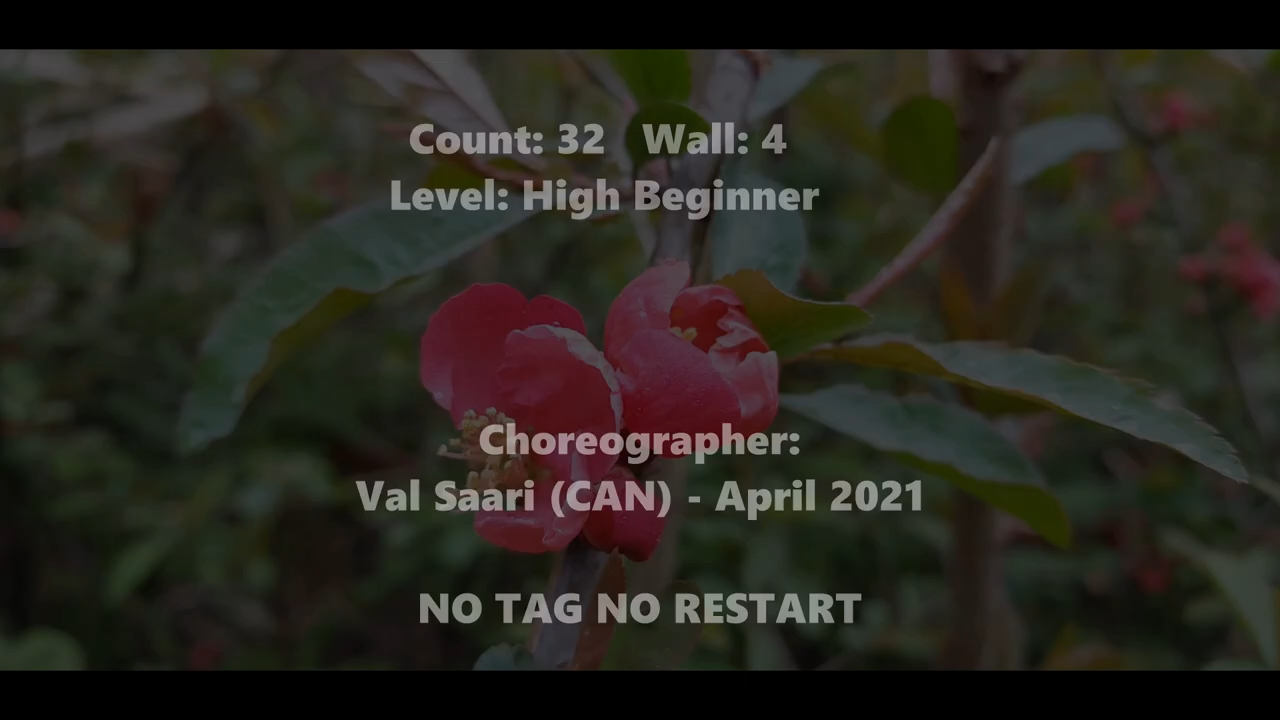 Count: 32   Wall: 4
Level: High Beginner
Choreographer:
Val Saari (CAN) - April 2021
NO TAG NO RESTART